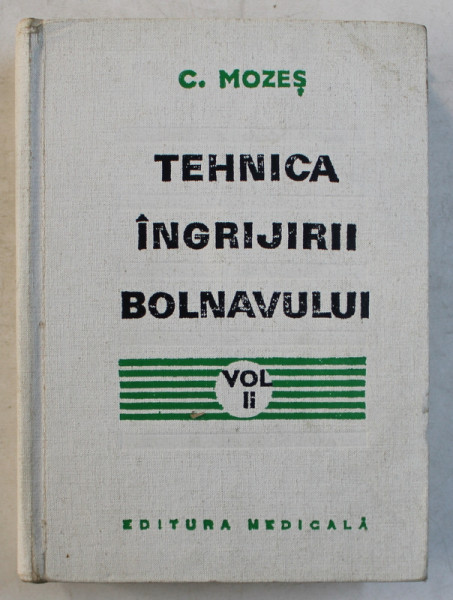 C. MOZEȘ
TEHNICA
ÎNGRIJIRII
BOLNAVULUI
VOL
II
EDITURA MEDICALĂ